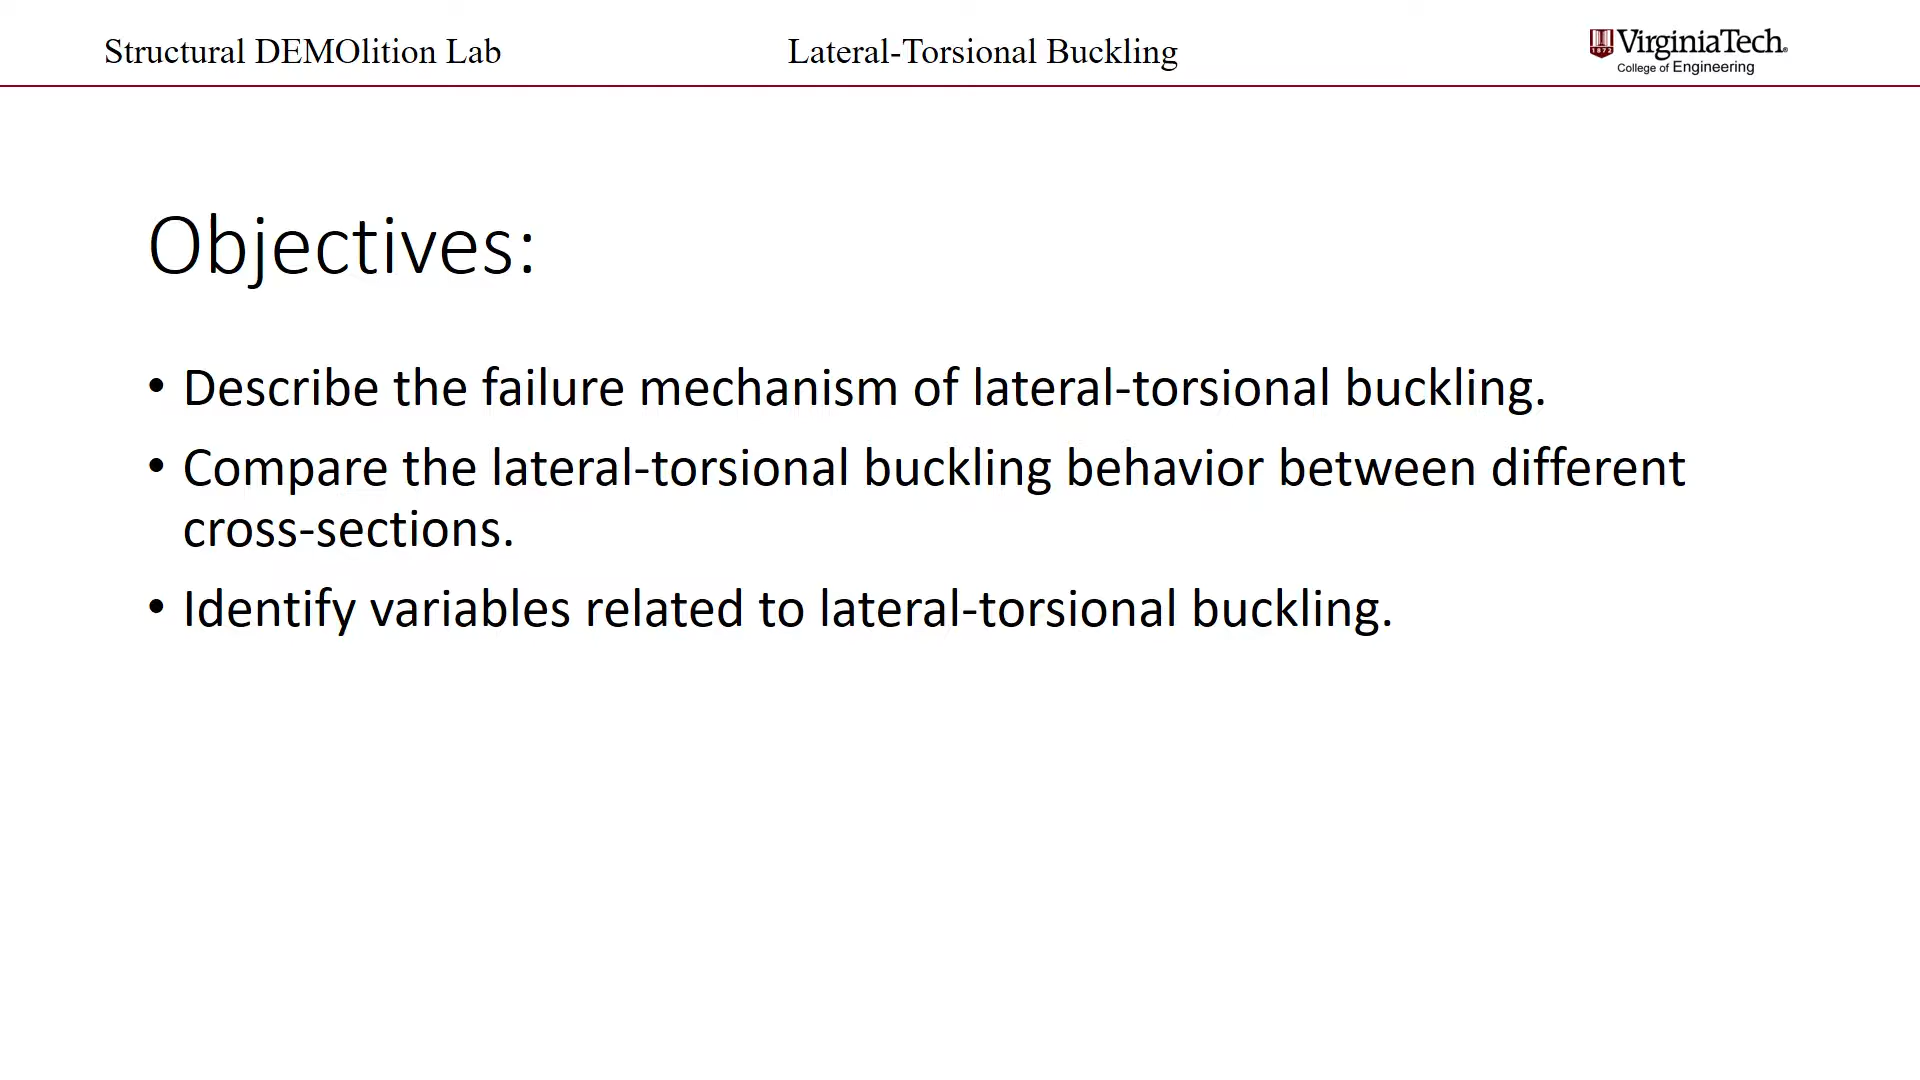 Structural DEMOlition Lab
Lateral-Torsional Buckling
VirginiaTech
College of Engineering
Objectives:
• Describe the failure mechanism of lateral-torsional buckling.
• Compare the lateral-torsional buckling behavior between different
cross-sections.
• Identify variables related to lateral-torsional buckling.